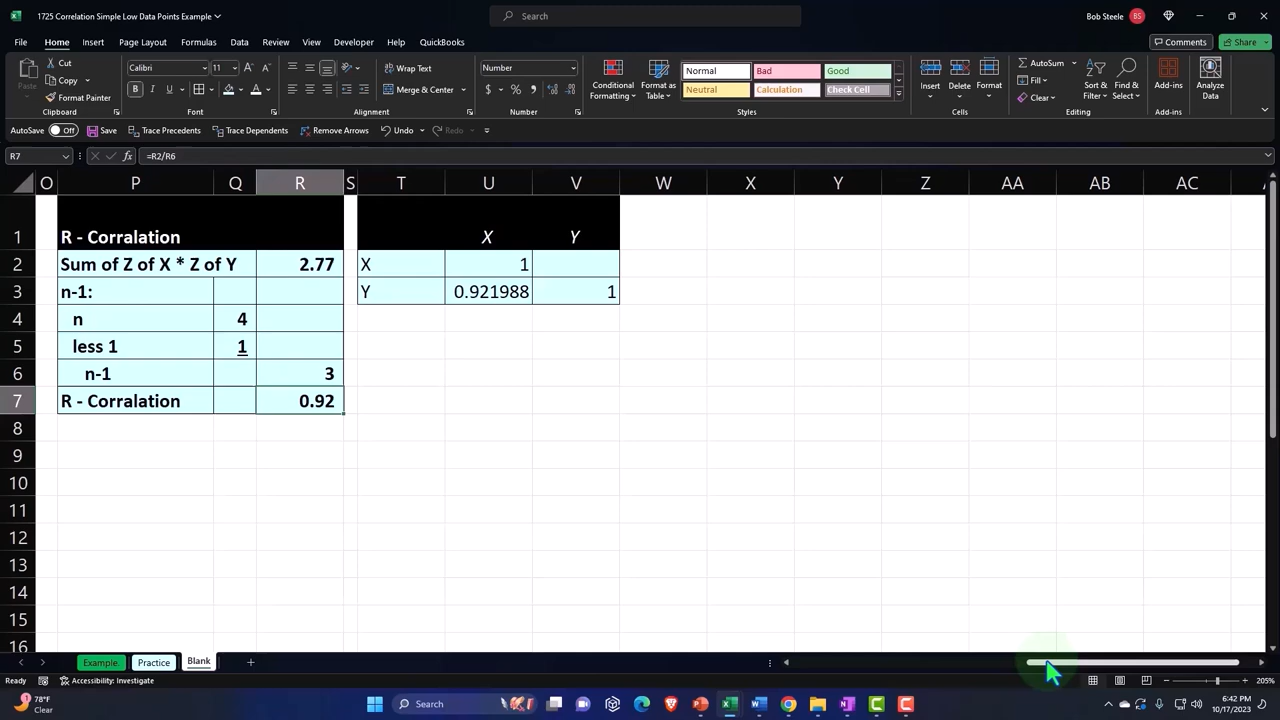 1725 Correlation Simple Low Data Points Example
Search
Bob Steele BS
File Home Insert Page Layout Formulas Data Review View Developer Help QuickBooks Comments Share
Paste Cut Copy Format Painter
Calibri 11 Wrap Text Merge & Center Number
Conditional Formatting Format as Table
Normal Bad Good
Neutral Calculation Check Cell
Insert Delete Format
AutoSum Fill Clear
Sort & Filter Find & Select Add-ins Analyze Data
Clipboard Font Alignment Number Styles Cells Editing Add-ins
AutoSave Off Save Trace Precedents Trace Dependents Remove Arrows Undo Redo
R7 fx =R2/R6
O P Q R S T U V W X Y Z AA AB AC
1 R - Corralation X Y
2 Sum of Z of X * Z of Y 2.77 X 1
3 n-1: Y 0.921988 1
4 n 4
5 less 1 1
6 n-1 3
7 R - Corralation 0.92
8
9
10
11
12
13
14
15
16
Example Practice Blank
Ready Accessibility: Investigate 205%
78°F
Clear
Search
6:42 PM
10/17/2023